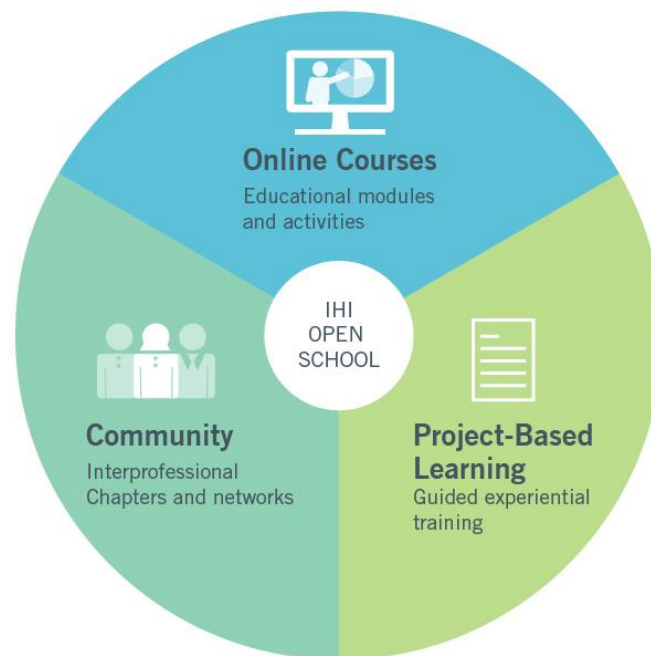 Online Courses
Educational modules
and activities
IHI
OPEN
SCHOOL
Community
Interprofessional
Chapters and networks
Project-Based
Learning
Guided experiential
training